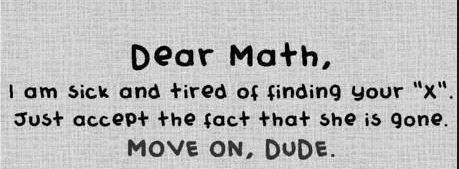 Dear Math,
I am sick and tired of finding your "X".
Just accept the fact that she is gone.
MOVE ON, DUDE.